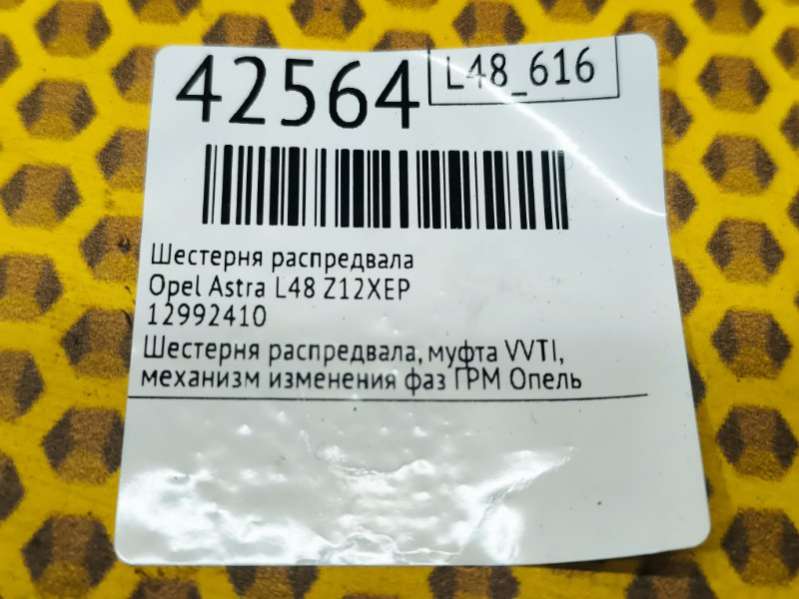 42564
L48_616
Шестерня распредвала
Opel Astra L48 Z12XEP
12992410
Шестерня распредвала, муфта VVTI,
механизм изменения фаз ГРМ Опель